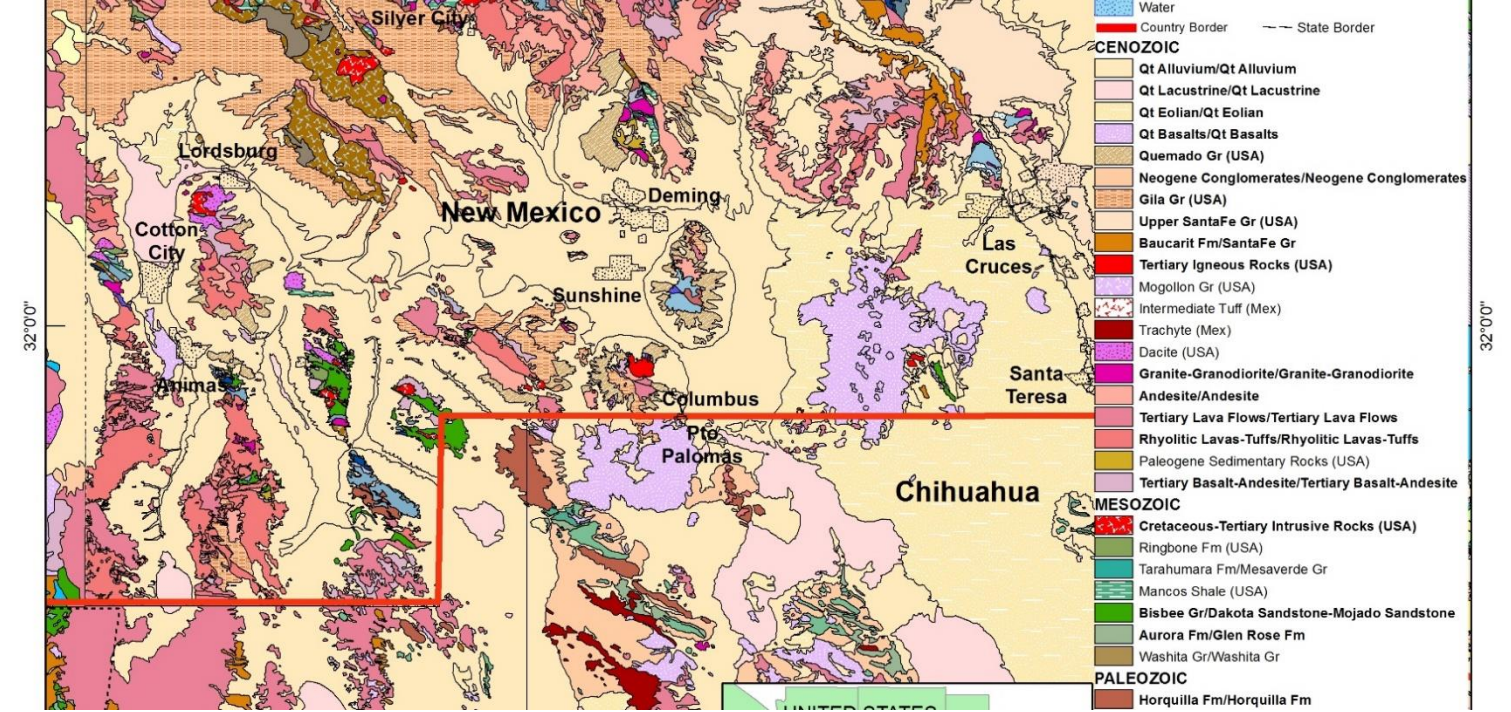 Silver City
Lordsburg
Deming
New Mexico
Cotton
City
Las
Cruces
Sunshine
32°0'0"
Animas
Santa
Teresa
Columbus
Pto
Palomas
Chihuahua
UNITED STATES
Water
Country Border
State Border
CENOZOIC
Qt Alluvium/Qt Alluvium
Qt Lacustrine/Qt Lacustrine
Qt Eolian/Qt Eolian
Qt Basalts/Qt Basalts
Quemado Gr (USA)
Neogene Conglomerates/Neogene Conglomerates
Gila Gr (USA)
Upper SantaFe Gr (USA)
Baucarit Fm/SantaFe Gr
Tertiary Igneous Rocks (USA)
Mogollon Gr (USA)
Intermediate Tuff (Mex)
Trachyte (Mex)
Dacite (USA)
Granite-Granodiorite/Granite-Granodiorite
Andesite/Andesite
Tertiary Lava Flows/Tertiary Lava Flows
Rhyolitic Lavas-Tuffs/Rhyolitic Lavas-Tuffs
Paleogene Sedimentary Rocks (USA)
Tertiary Basalt-Andesite/Tertiary Basalt-Andesite
MESOZOIC
Cretaceous-Tertiary Intrusive Rocks (USA)
Ringbone Fm (USA)
Tarahumara Fm/Mesaverde Gr
Mancos Shale (USA)
Bisbee Gr/Dakota Sandstone-Mojado Sandstone
Aurora Fm/Glen Rose Fm
Washita Gr/Washita Gr
PALEOZOIC
Horquilla Fm/Horquilla Fm
32°0'0"